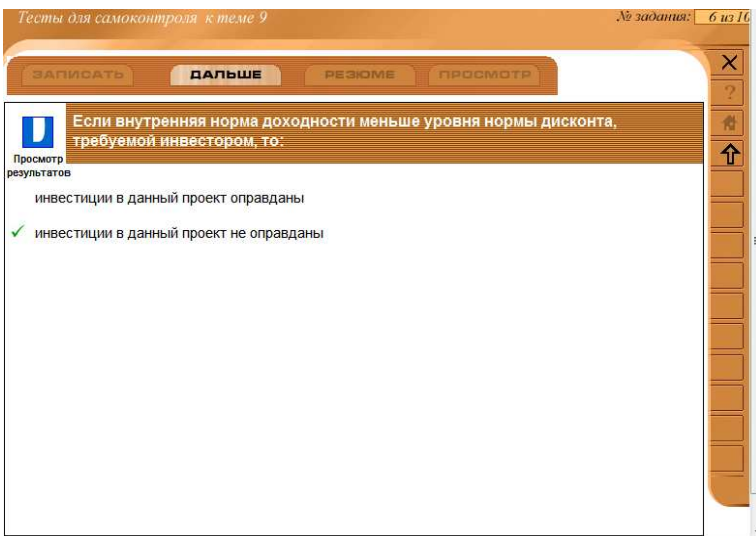 Тесты для самоконтроля к теме 9
№ задания: 6 из 16
ЗАПИСАТЬ ДАЛЬШЕ РЕЗЮМЕ ПРОСМОТР
?
Если внутренняя норма доходности меньше уровня нормы дисконта,
требуемой инвестором, то:
Просмотр
результатов
инвестиции в данный проект оправданы
инвестиции в данный проект не оправданы